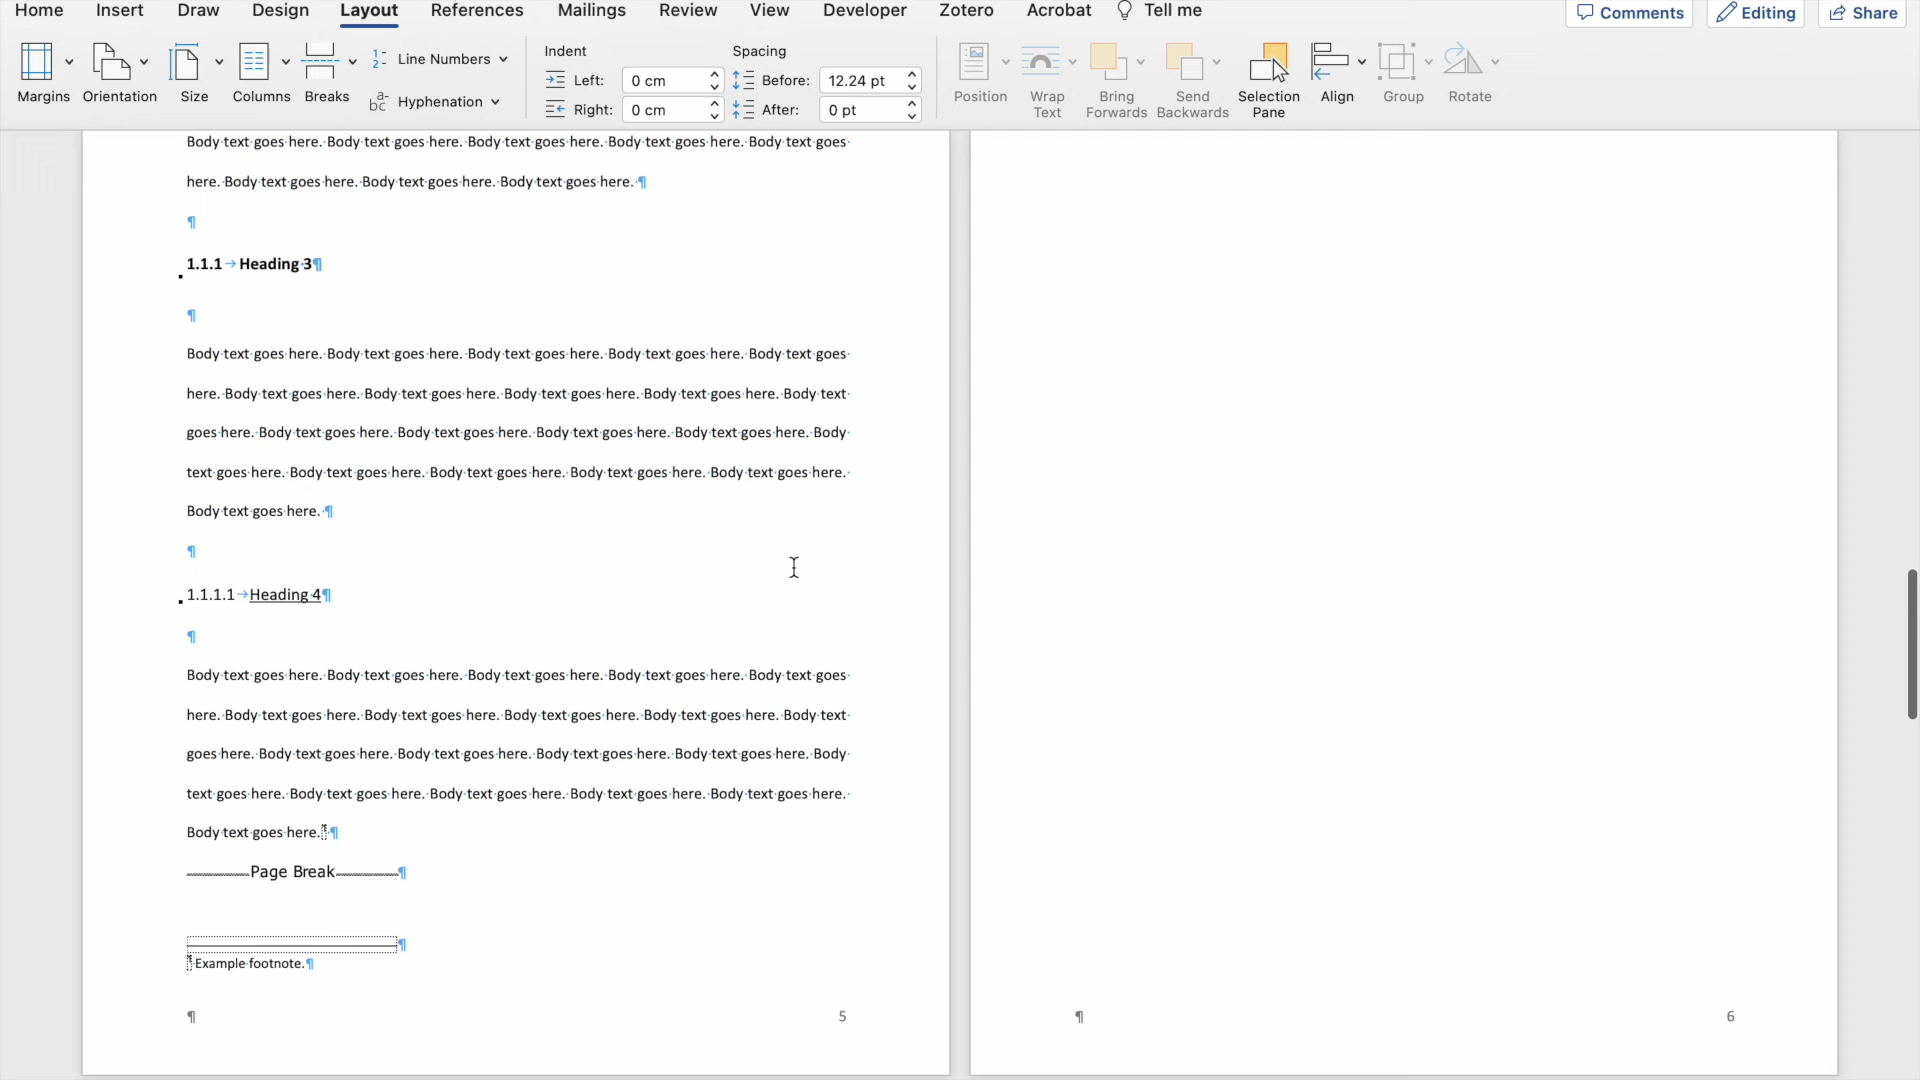 Home Insert Draw Design Layout References Mailings Review View Developer Zotero Acrobat Tell me Comments Editing Share
Margins Orientation Size Columns Breaks
Line Numbers
Hyphenation
Indent
Left: 0 cm
Right: 0 cm
Spacing
Before: 12.24 pt
After: 0 pt
Position
Wrap Text
Bring Forwards
Send Backwards
Selection Pane
Align
Group
Rotate
Body text goes here. Body text goes here. Body text goes here. Body text goes here. Body text goes
here. Body text goes here. Body text goes here. Body text goes here. ¶
¶
1.1.1→Heading 3¶
¶
Body text goes here. Body text goes here. Body text goes here. Body text goes here. Body text goes
here. Body text goes here. Body text goes here. Body text goes here. Body text goes here. Body text
goes here. Body text goes here. Body text goes here. Body text goes here. Body text goes here. Body
text goes here. Body text goes here. Body text goes here. Body text goes here. Body text goes here.
Body text goes here. ¶
¶
1.1.1.1→Heading 4¶
¶
Body text goes here. Body text goes here. Body text goes here. Body text goes here. Body text goes
here. Body text goes here. Body text goes here. Body text goes here. Body text goes here. Body text
goes here. Body text goes here. Body text goes here. Body text goes here. Body text goes here. Body
text goes here. Body text goes here. Body text goes here. Body text goes here. Body text goes here.
Body text goes here.1 ¶
Page Break¶
¶
1 Example footnote.¶
¶ 5
¶ 6